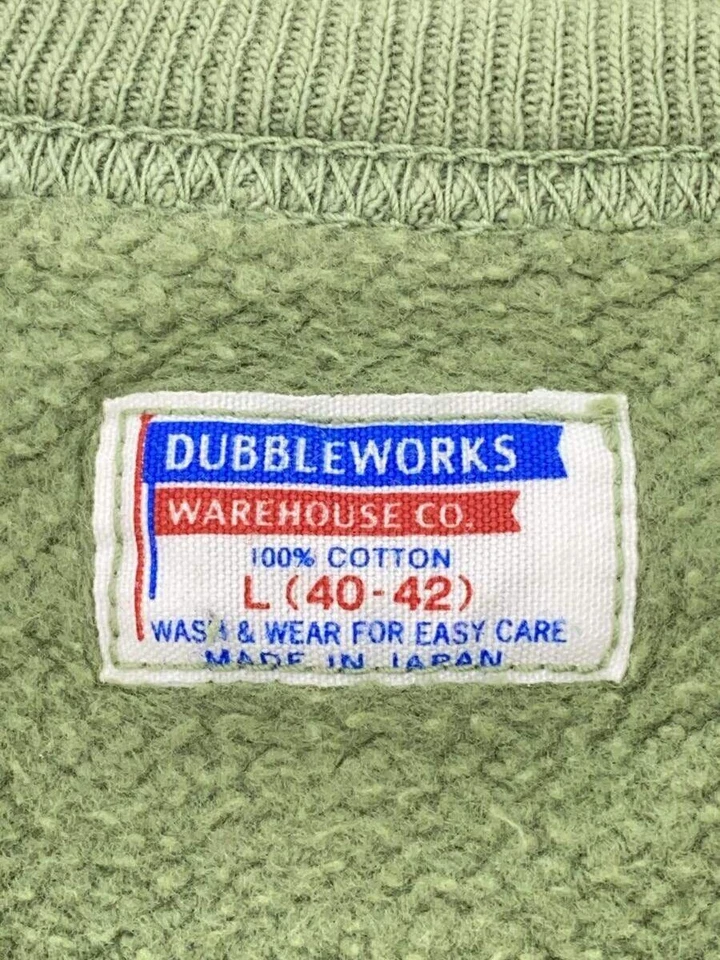 DUBBLEWORKS
WAREHOUSE CO.
100% COTTON
L (40-42)
WASH & WEAR FOR EASY CARE
MADE IN JAPAN